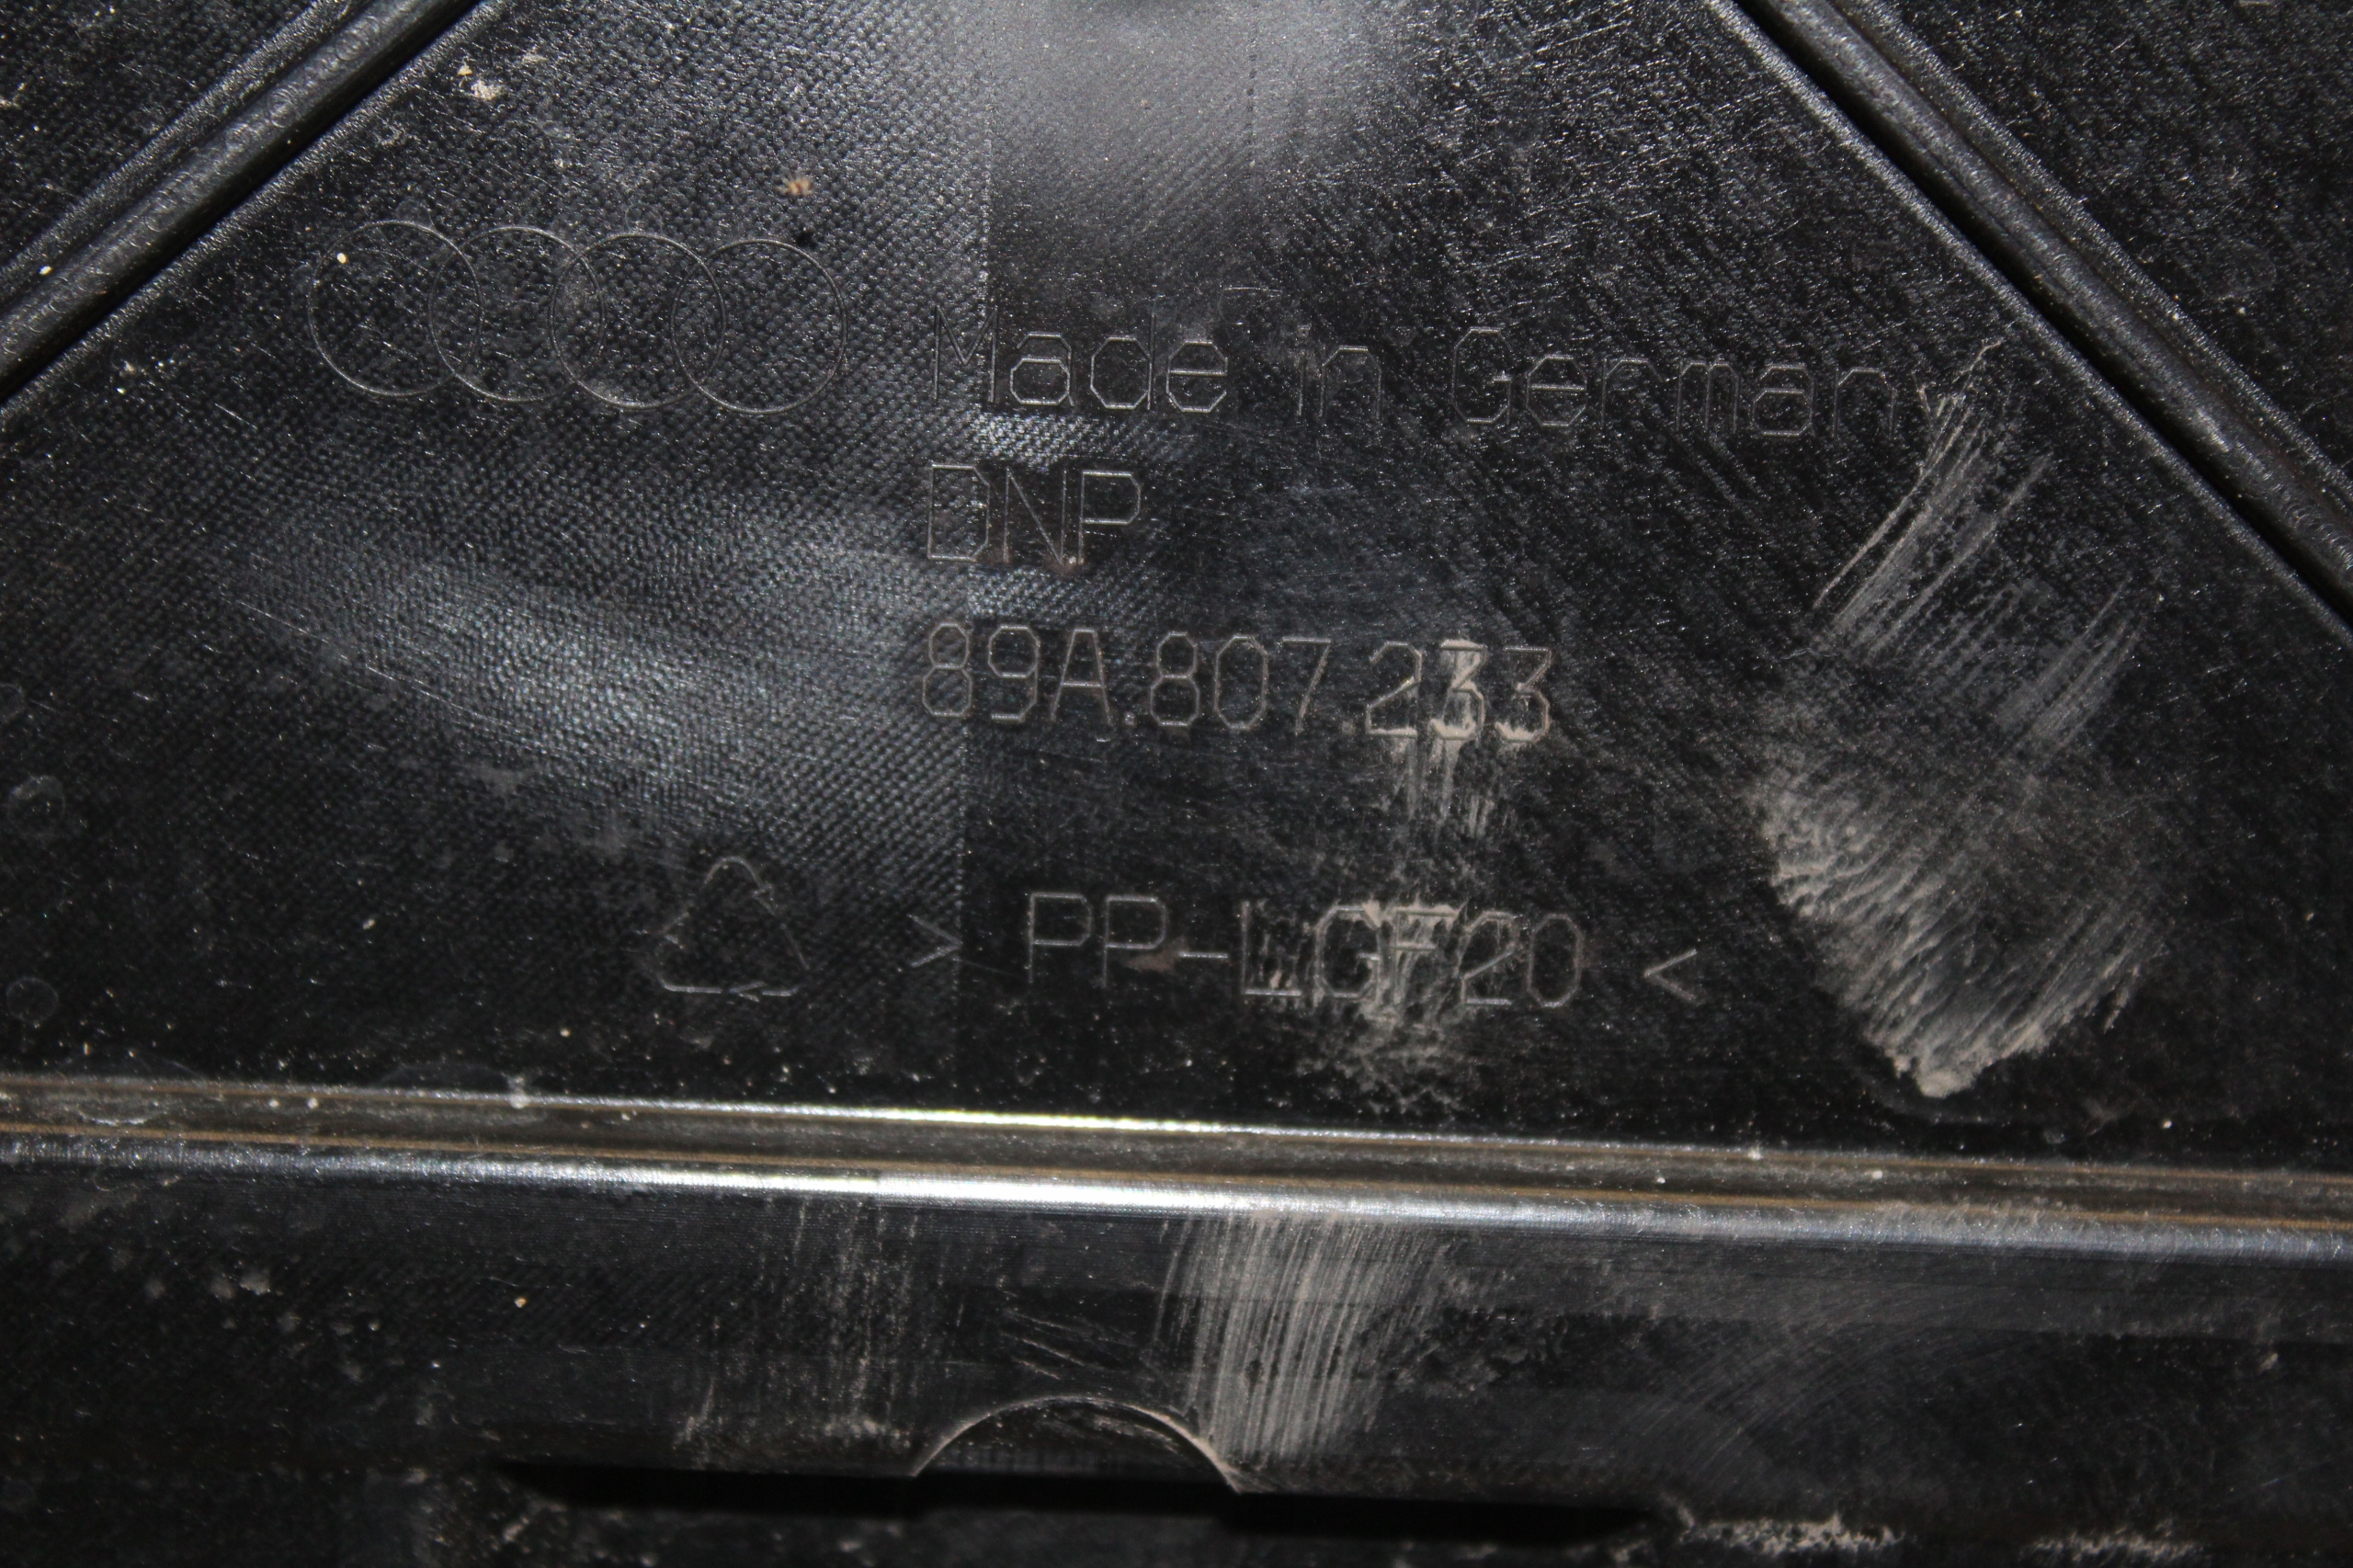 Made in Germany
DNP
89A.807.233
> PP-LGF20 <